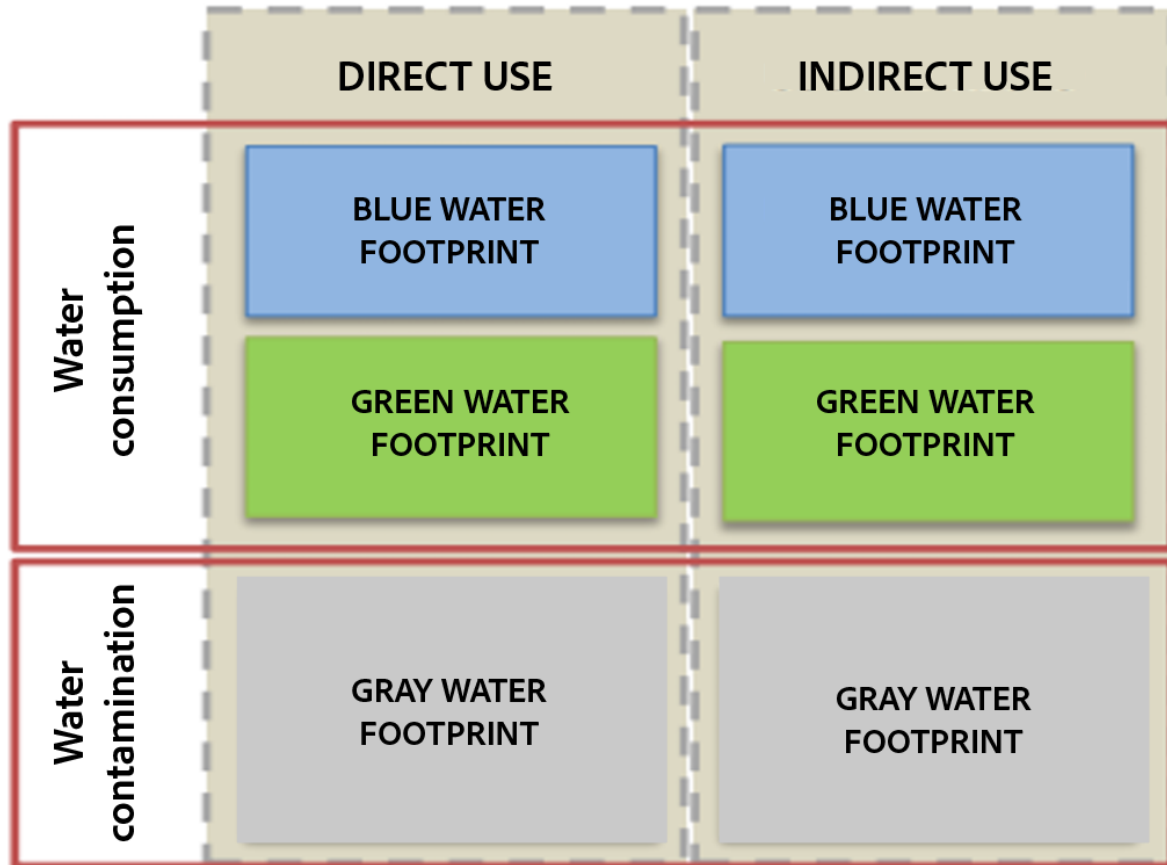 DIRECT USE
INDIRECT USE
Water
consumption
BLUE WATER
FOOTPRINT
BLUE WATER
FOOTPRINT
GREEN WATER
FOOTPRINT
GREEN WATER
FOOTPRINT
Water
contamination
GRAY WATER
FOOTPRINT
GRAY WATER
FOOTPRINT